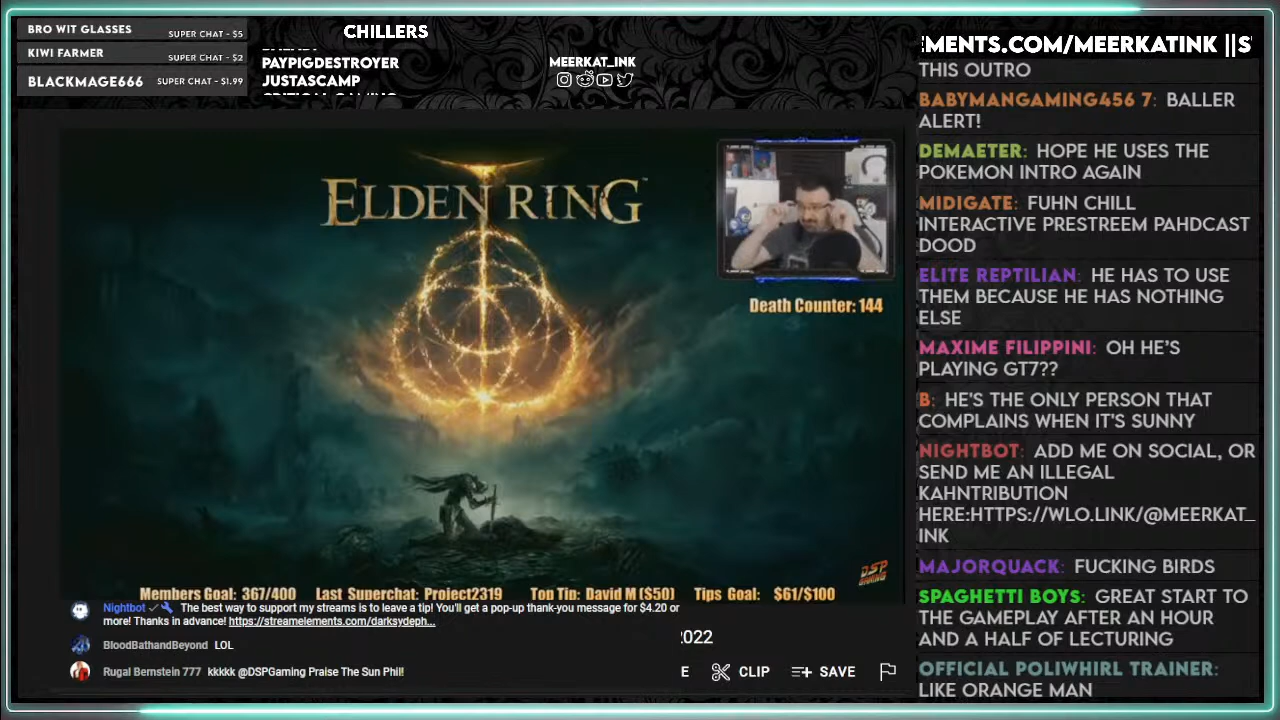 BRO WIT GLASSES SUPER CHAT - $5
KIWI FARMER SUPER CHAT - $2
BLACKMAGE666 SUPER CHAT - $1.99
CHILLERS
PAYPIGDESTROYER
JUSTASCAMP
MEERKAT_INK
ELDEN RING
Death Counter: 144
DSP GAMING
Members Goal: 367/400 Last Superchat: Project2319 Top Tip: David M ($50) Tips Goal: $61/$100
Nightbot The best way to support my streams is to leave a tip! You'll get a pop-up thank-you message for $4.20 or
more! Thanks in advance! https://streamelements.com/darksydeph...
BloodBathandBeyond LOL
Rugal Bernstein 777 kkkkk @DSPGaming Praise The Sun Phil!
2022
E CLIP SAVE
EMENTS.COM/MEERKATINK ||S
THIS OUTRO
BABYMANGAMING456 7: BALLER
ALERT!
DEMAETER: HOPE HE USES THE
POKEMON INTRO AGAIN
MIDIGATE: FUHN CHILL
INTERACTIVE PRESTREEM PAHDCAST
DOOD
ELITE REPTILIAN: HE HAS TO USE
THEM BECAUSE HE HAS NOTHING
ELSE
MAXIME FILIPPINI: OH HE'S
PLAYING GT7??
B: HE'S THE ONLY PERSON THAT
COMPLAINS WHEN IT'S SUNNY
NIGHTBOT: ADD ME ON SOCIAL, OR
SEND ME AN ILLEGAL
KAHNTRIBUTION
HERE:HTTPS://WLO.LINK/@MEERKAT_
INK
MAJORQUACK: FUCKING BIRDS
SPAGHETTI BOYS: GREAT START TO
THE GAMEPLAY AFTER AN HOUR
AND A HALF OF LECTURING
OFFICIAL POLIWHIRL TRAINER:
LIKE ORANGE MAN